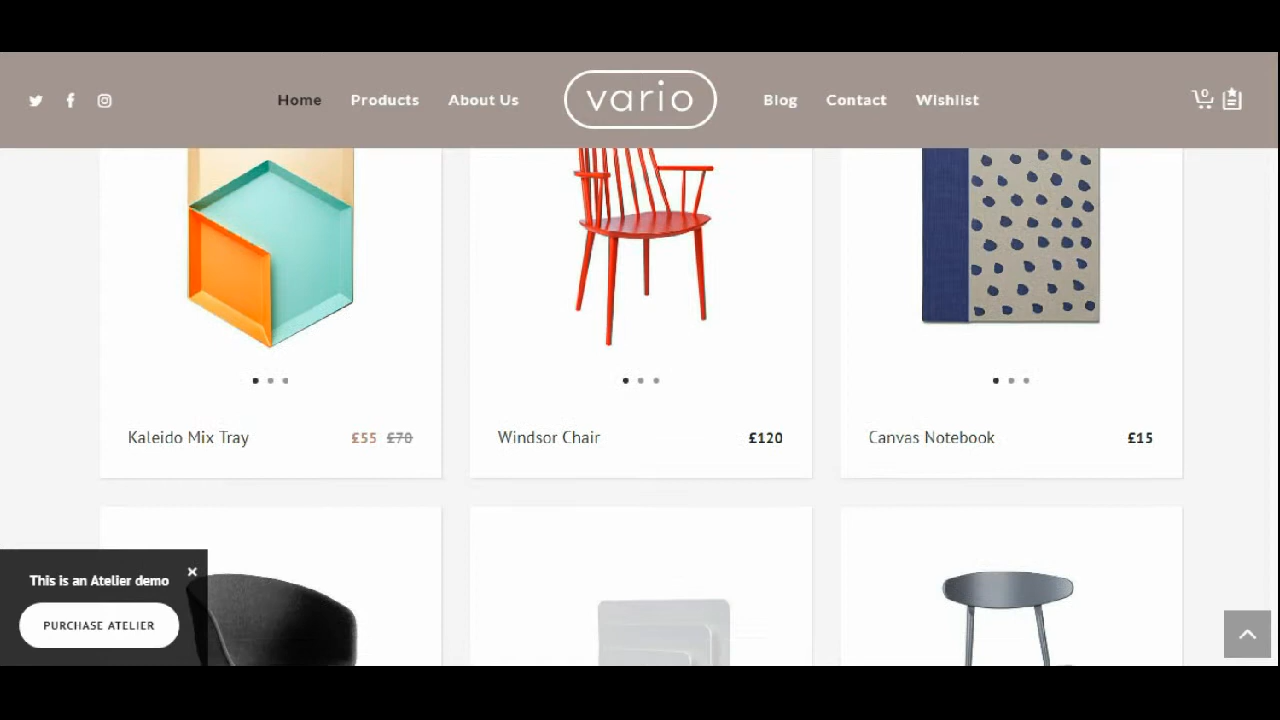 Home Products About Us vario Blog Contact Wishlist 0
Kaleido Mix Tray £55 £70
Windsor Chair £120
Canvas Notebook £15
This is an Atelier demo ×
PURCHASE ATELIER